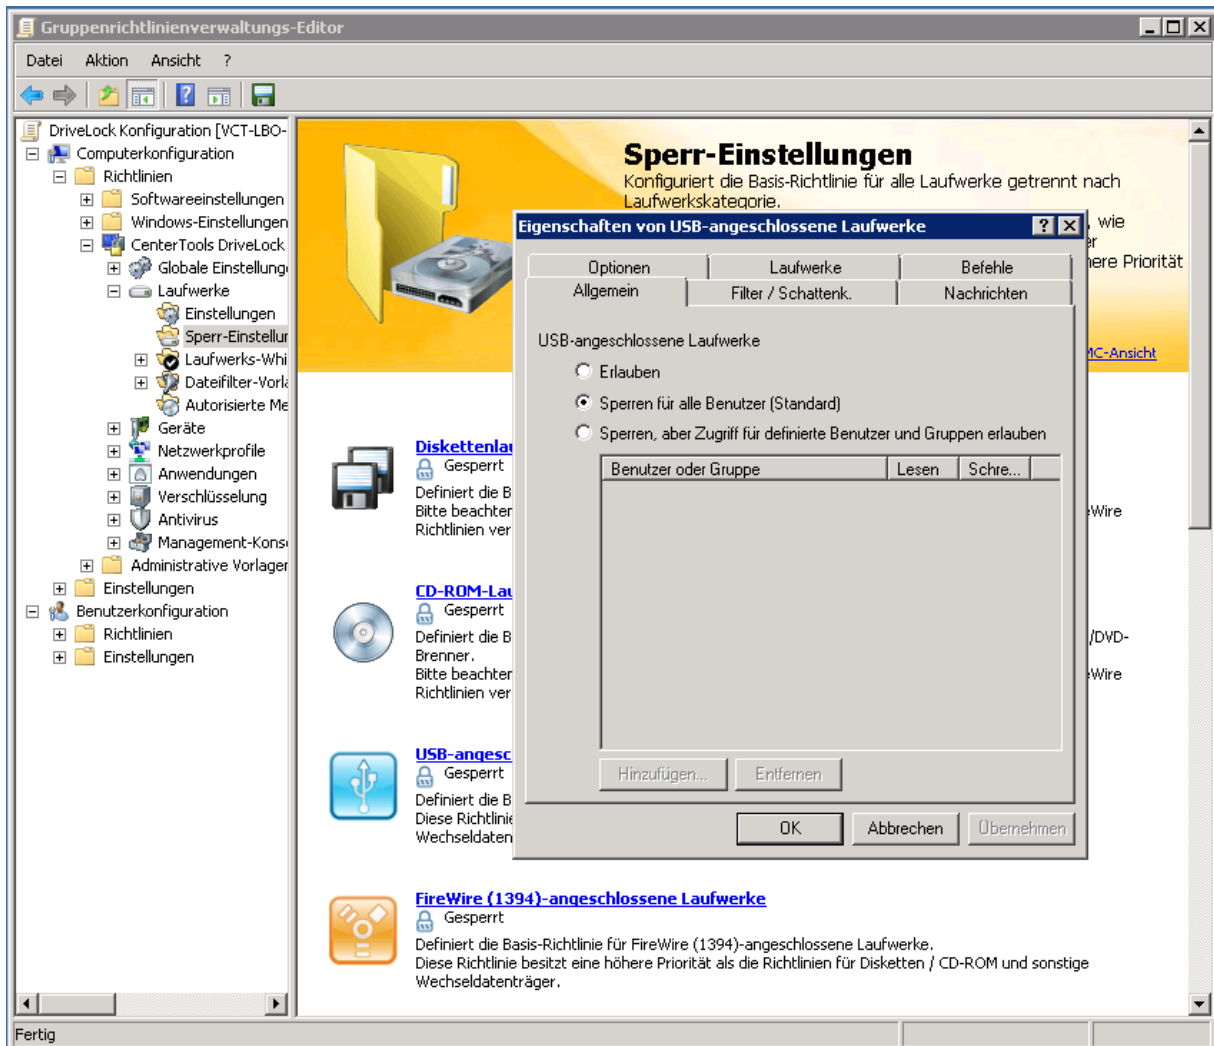 Gruppenrichtlinienverwaltungs-Editor
Datei Aktion Ansicht ?
DriveLock Konfiguration [VCT-LBO-
Computerkonfiguration
Richtlinien
Softwareeinstellungen
Windows-Einstellungen
CenterTools DriveLock
Globale Einstellung
Laufwerke
Einstellungen
Sperr-Einstellur
Laufwerks-Whi
Dateifilter-Vorla
Autorisierte Me
Geräte
Netzwerkprofile
Anwendungen
Verschlüsselung
Antivirus
Management-Kons
Administrative Vorlager
Einstellungen
Benutzerkonfiguration
Richtlinien
Einstellungen
Sperr-Einstellungen
Konfiguriert die Basis-Richtlinie für alle Laufwerke getrennt nach
Laufwerkskategorie.
, wie
er
here Priorität
MC-Ansicht
Eigenschaften von USB-angeschlossene Laufwerke
Optionen Laufwerke Befehle
Allgemein Filter / Schattenk. Nachrichten
USB-angeschlossene Laufwerke
Erlauben
Sperren für alle Benutzer (Standard)
Sperren, aber Zugriff für definierte Benutzer und Gruppen erlauben
Benutzer oder Gruppe Lesen Schre...
Hinzufügen... Entfernen
OK Abbrechen Übernehmen
Diskettenlau
Gesperrt
Definiert die B
Bitte beachter eWire
Richtlinien ver
CD-ROM-Lau
Gesperrt
Definiert die B /DVD-
Brenner.
Bitte beachter eWire
Richtlinien ver
USB-angesc
Gesperrt
Definiert die B
Diese Richtlinie
Wechseldaten
FireWire (1394)-angeschlossene Laufwerke
Gesperrt
Definiert die Basis-Richtlinie für FireWire (1394)-angeschlossene Laufwerke.
Diese Richtlinie besitzt eine höhere Priorität als die Richtlinien für Disketten / CD-ROM und sonstige
Wechseldatenträger.
Fertig